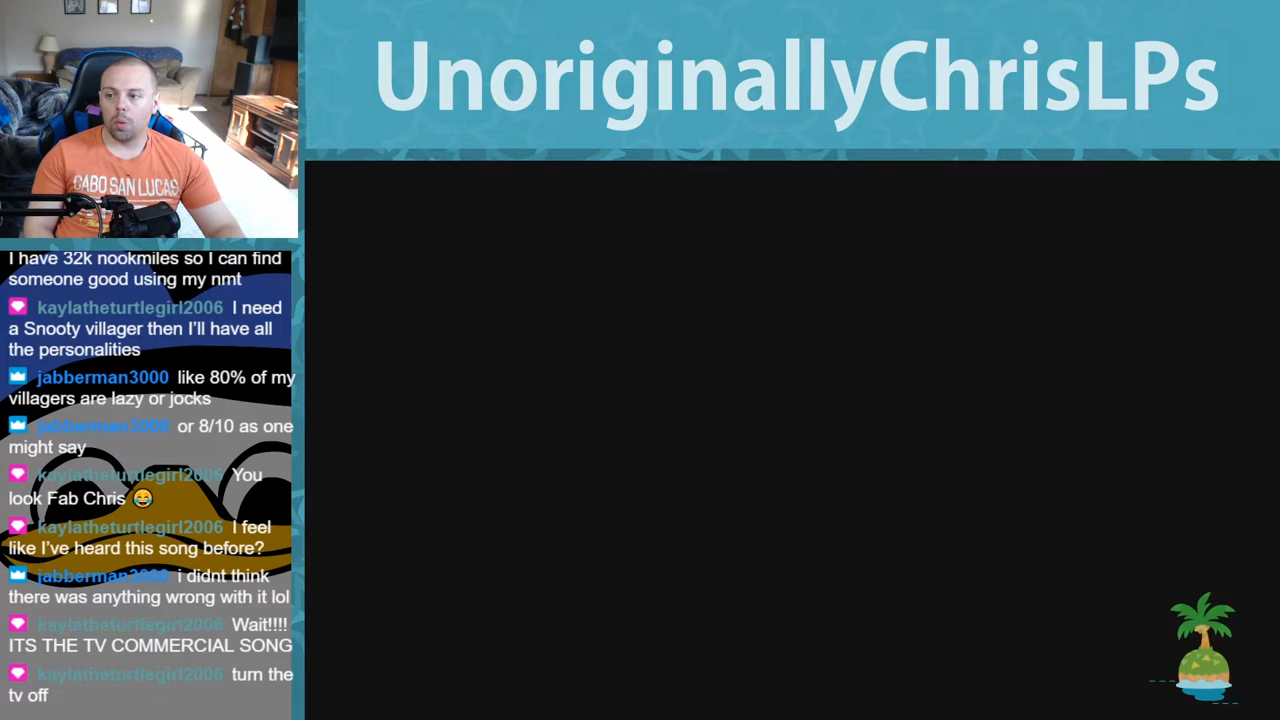 UnoriginallyChrisLPs
CABO SAN LUCAS
I have 32k nookmiles so I can find
someone good using my nmt
kaylatheturtlegirl2006 I need
a Snooty villager then I’ll have all
the personalities
jabberman3000 like 80% of my
villagers are lazy or jocks
jabberman3000 or 8/10 as one
might say
kaylatheturtlegirl2006 You
look Fab Chris 😂
kaylatheturtlegirl2006 I feel
like I’ve heard this song before?
jabberman3000 i didnt think
there was anything wrong with it lol
kaylatheturtlegirl2006 Wait!!!!
ITS THE TV COMMERCIAL SONG
kaylatheturtlegirl2006 turn the
tv off